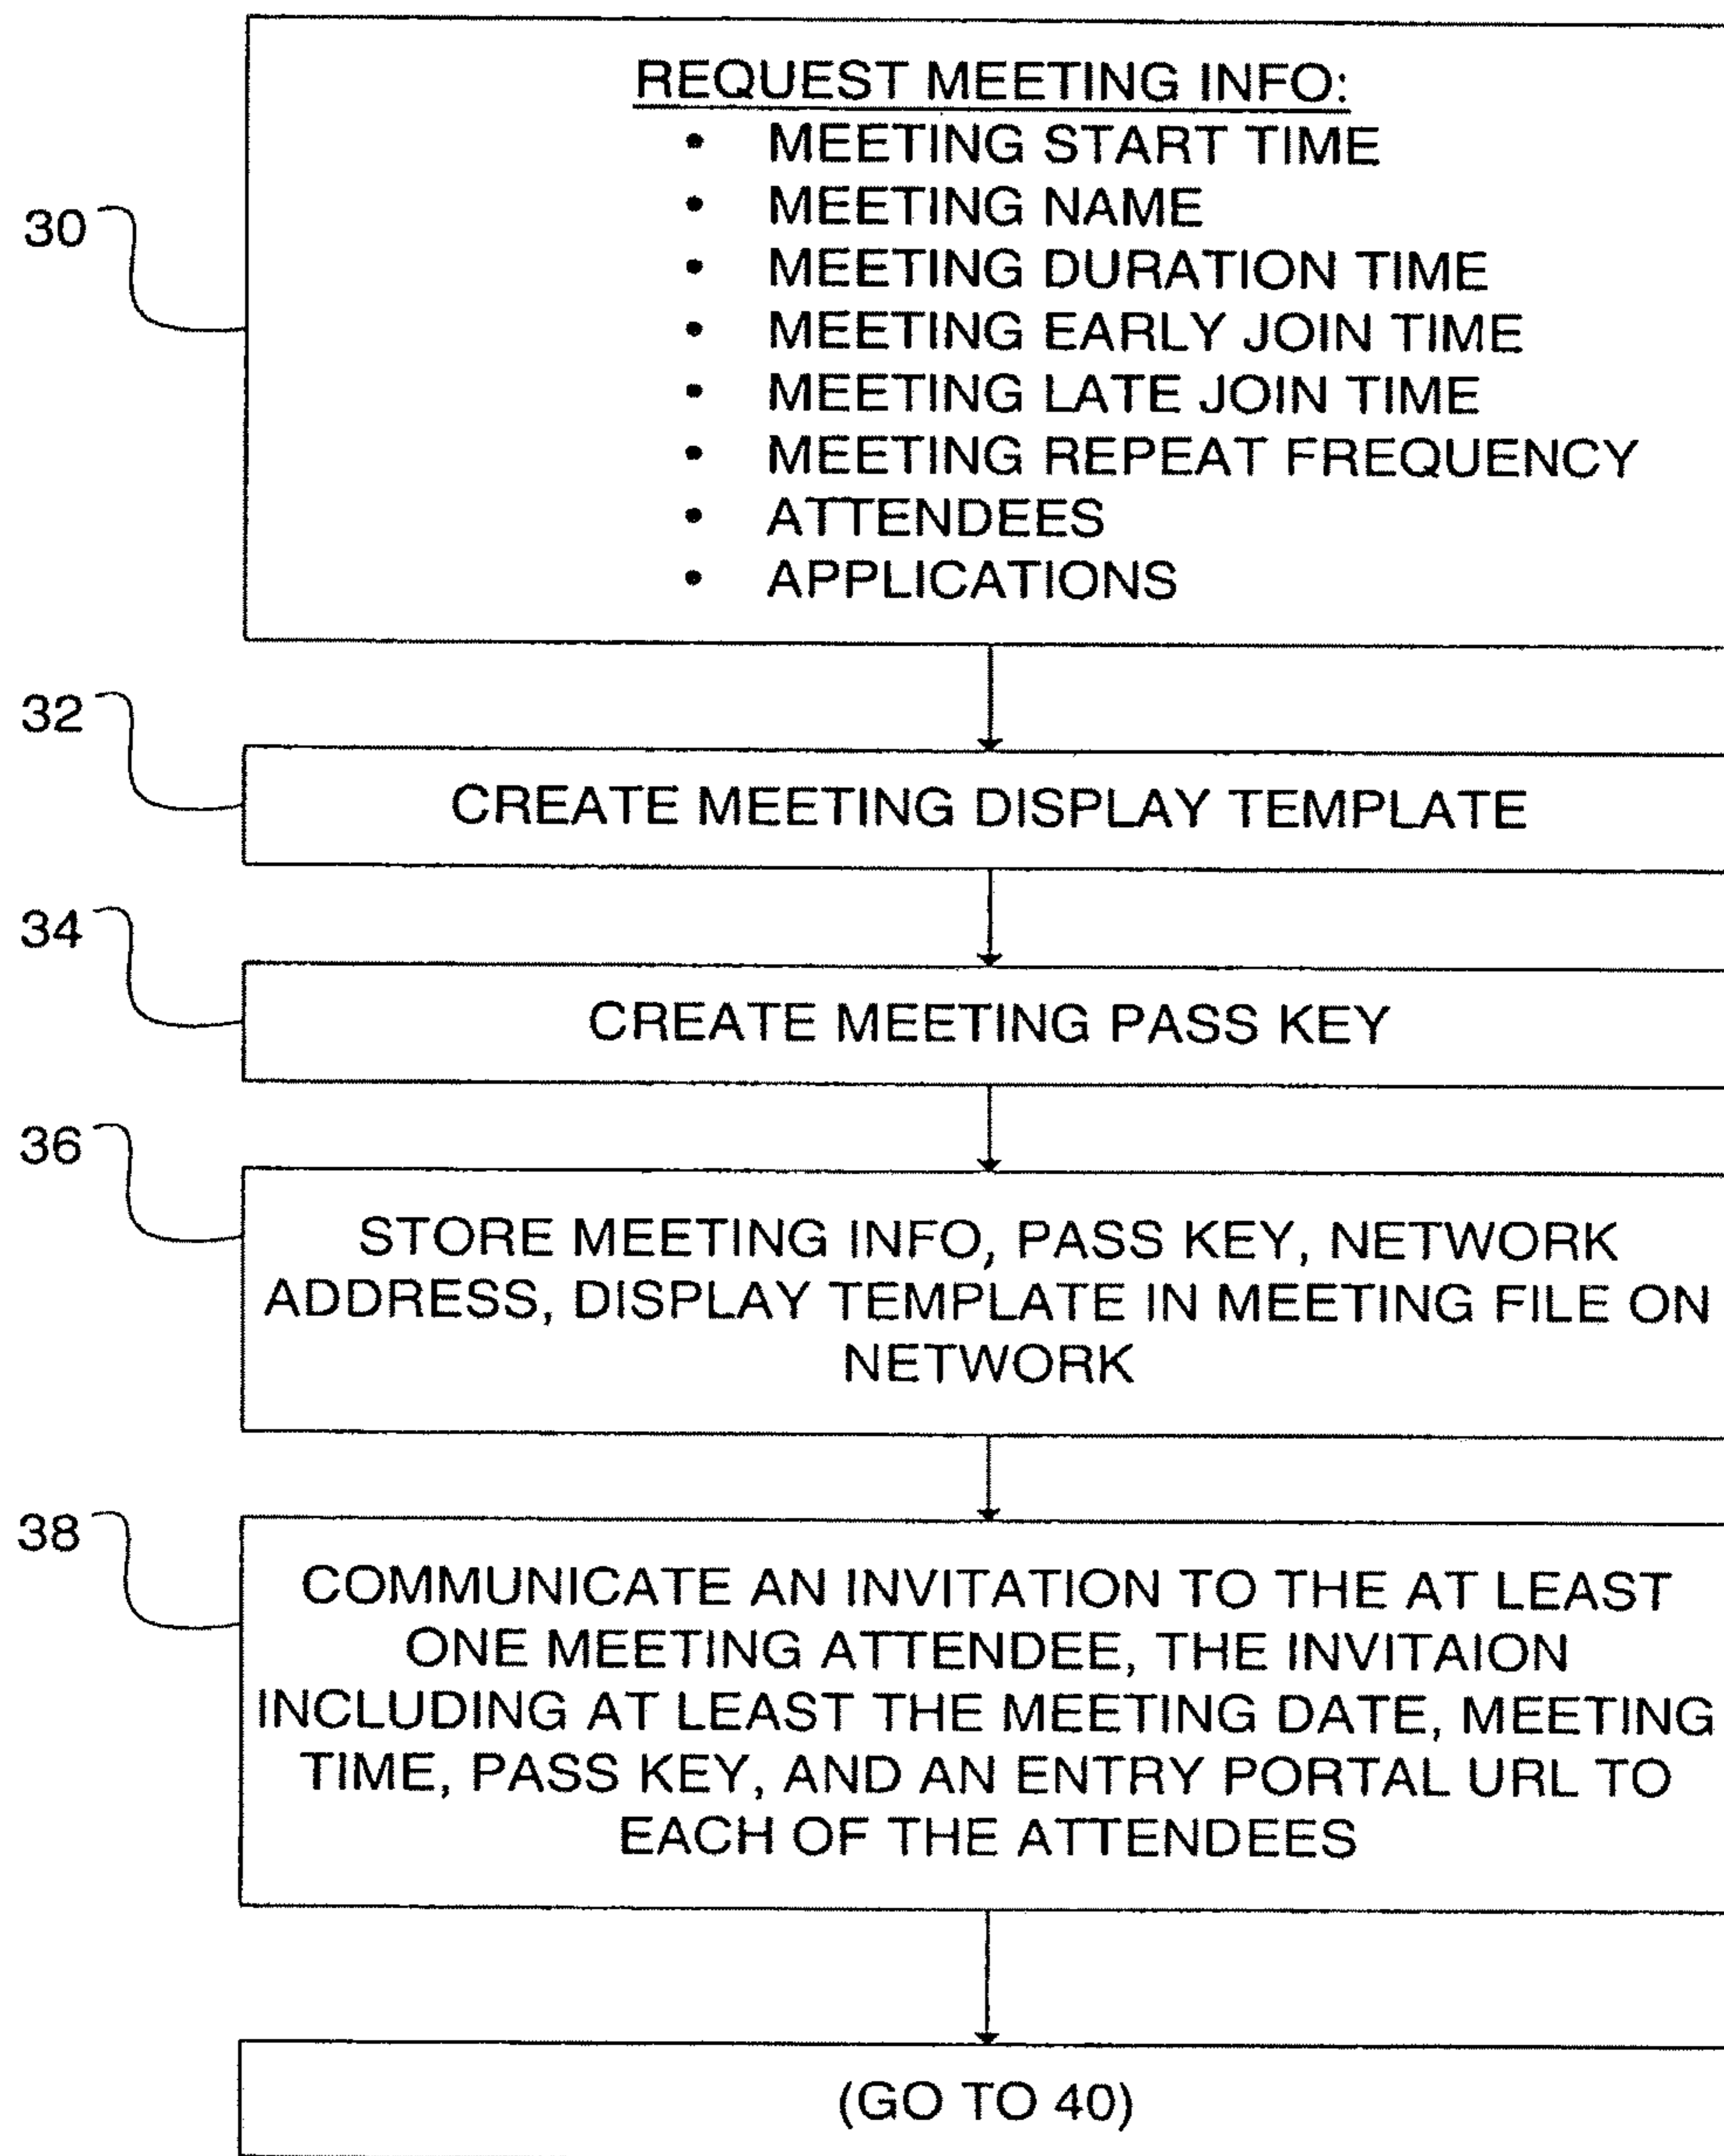 REQUEST MEETING INFO:
• MEETING START TIME
• MEETING NAME
• MEETING DURATION TIME
30
• MEETING EARLY JOIN TIME
• MEETING LATE JOIN TIME
• MEETING REPEAT FREQUENCY
• ATTENDEES
• APPLICATIONS
32
CREATE MEETING DISPLAY TEMPLATE
34
CREATE MEETING PASS KEY
36
STORE MEETING INFO, PASS KEY, NETWORK
ADDRESS, DISPLAY TEMPLATE IN MEETING FILE ON
NETWORK
38
COMMUNICATE AN INVITATION TO THE AT LEAST
ONE MEETING ATTENDEE, THE INVITAION
INCLUDING AT LEAST THE MEETING DATE, MEETING
TIME, PASS KEY, AND AN ENTRY PORTAL URL TO
EACH OF THE ATTENDEES
(GO TO 40)